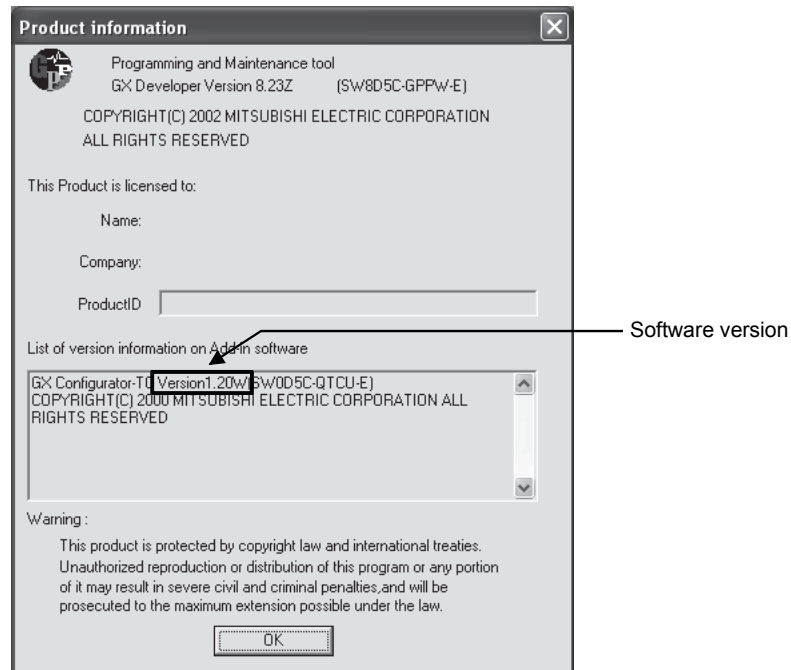 Product information
Programming and Maintenance tool
GX Developer Version 8.23Z (SW8D5C-GPPW-E)
COPYRIGHT(C) 2002 MITSUBISHI ELECTRIC CORPORATION
ALL RIGHTS RESERVED
This Product is licensed to:
Name:
Company:
ProductID
Software version
List of version information on Add-in software
GX Configurator-TC Version1.20W(SW0D5C-QTCU-E)
COPYRIGHT(C) 2000 MITSUBISHI ELECTRIC CORPORATION ALL
RIGHTS RESERVED
Warning :
This product is protected by copyright law and international treaties.
Unauthorized reproduction or distribution of this program or any portion
of it may result in severe civil and criminal penalties,and will be
prosecuted to the maximum extension possible under the law.
OK